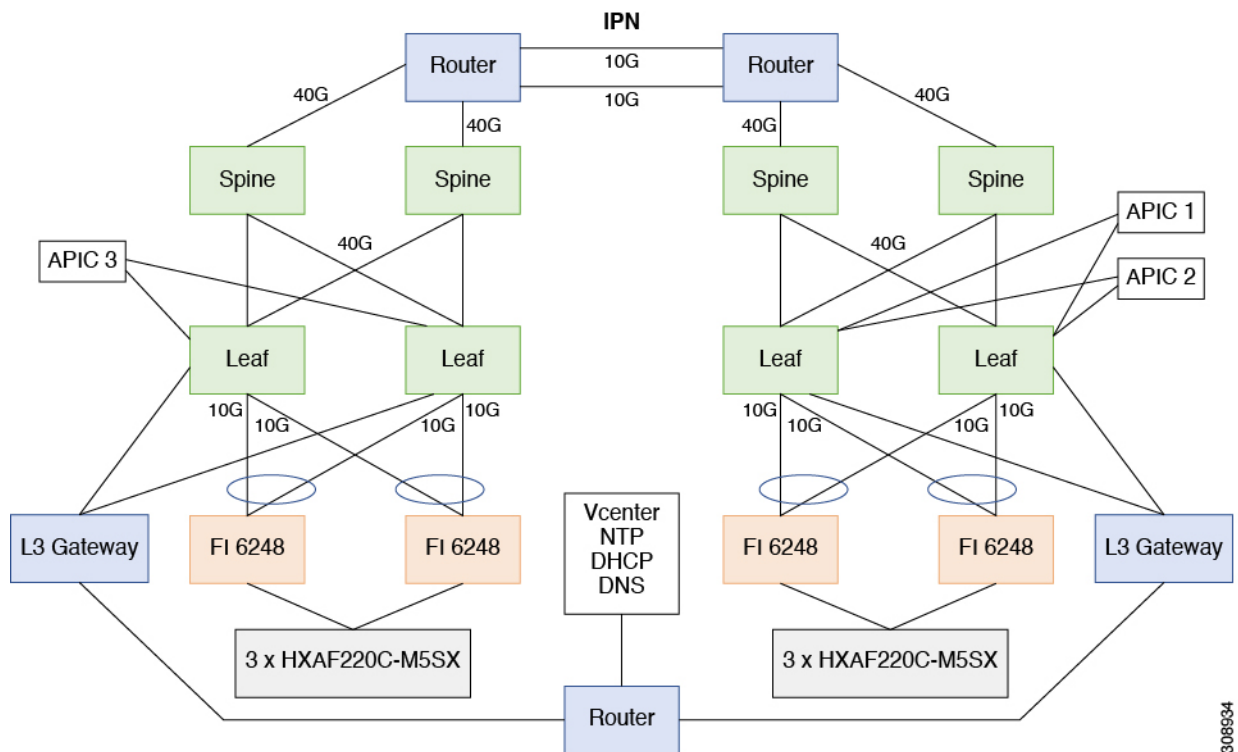 IPN
Router
10G
10G
Router
40G
40G
40G
40G
Spine
Spine
Spine
Spine
APIC 1
APIC 3
40G
40G
APIC 2
Leaf
Leaf
Leaf
Leaf
10G
10G
10G
10G
10G
10G
10G
10G
L3 Gateway
FI 6248
FI 6248
Vcenter
NTP
DHCP
DNS
FI 6248
FI 6248
L3 Gateway
3 x HXAF220C-M5SX
3 x HXAF220C-M5SX
Router
308934